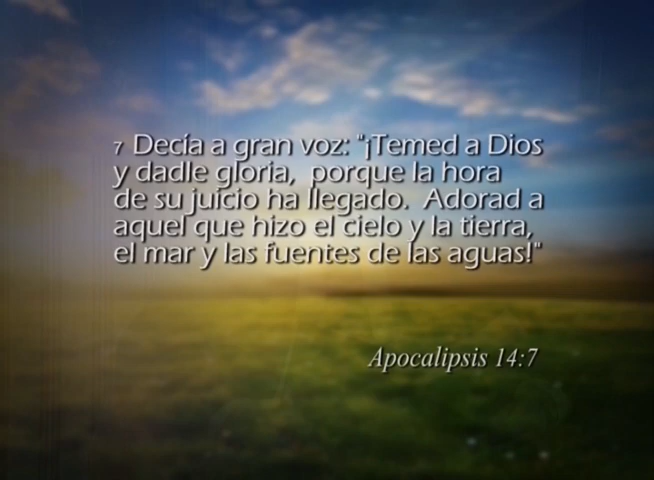 7 Decía a gran voz: "¡Temed a Dios
y dadle gloria, porque la hora
de su juicio ha llegado. Adorad a
aquel que hizo el cielo y la tierra,
el mar y las fuentes de las aguas!"
Apocalipsis 14:7